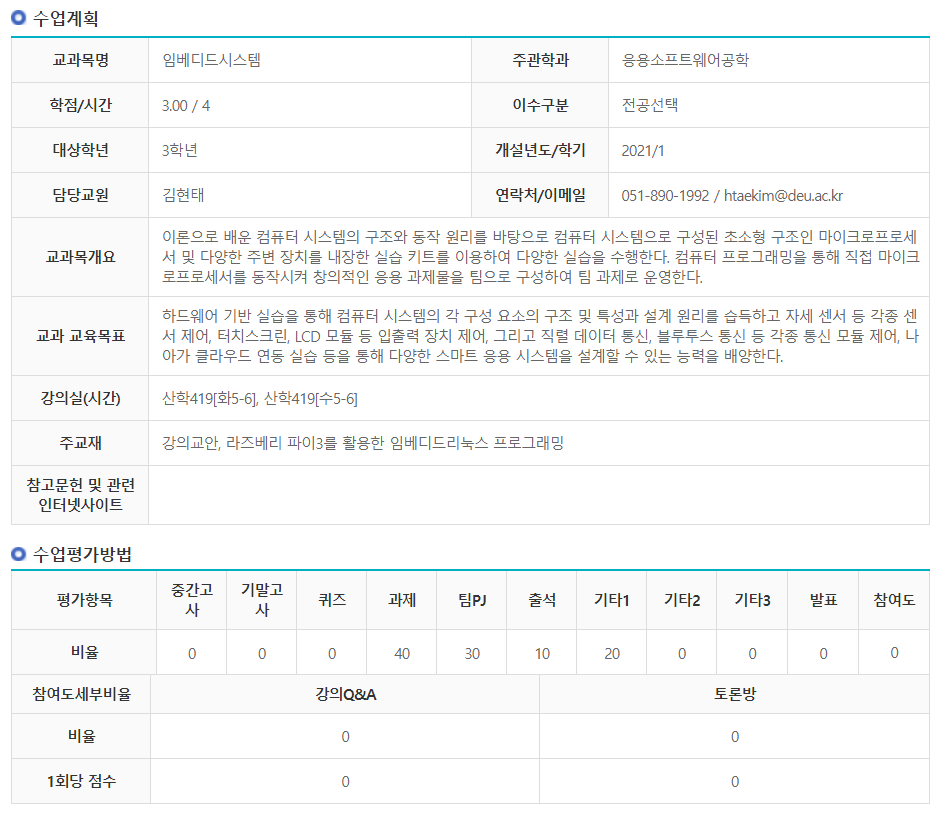 수업계획
교과목명 임베디드시스템 주관학과 응용소프트웨어공학
학점/시간 3.00 / 4 이수구분 전공선택
대상학년 3학년 개설년도/학기 2021/1
담당교원 김현태 연락처/이메일 051-890-1992 / htaekim@deu.ac.kr
교과목개요
이론으로 배운 컴퓨터 시스템의 구조와 동작 원리를 바탕으로 컴퓨터 시스템으로 구성된 초소형 구조인 마이크로프로세
서 및 다양한 주변 장치를 내장한 실습 키트를 이용하여 다양한 실습을 수행한다. 컴퓨터 프로그래밍을 통해 직접 마이크
로프로세서를 동작시켜 창의적인 응용 과제물을 팀으로 구성하여 팀 과제로 운영한다.
교과 교육목표
하드웨어 기반 실습을 통해 컴퓨터 시스템의 각 구성 요소의 구조 및 특성과 설계 원리를 습득하고 자세 센서 등 각종 센
서 제어, 터치스크린, LCD 모듈 등 입출력 장치 제어, 그리고 직렬 데이터 통신, 블루투스 통신 등 각종 통신 모듈 제어, 나
아가 클라우드 연동 실습 등을 통해 다양한 스마트 응용 시스템을 설계할 수 있는 능력을 배양한다.
강의실(시간) 산학419[화5-6], 산학419[수5-6]
주교재 강의교안, 라즈베리 파이3를 활용한 임베디드리눅스 프로그래밍
참고문헌 및 관련
인터넷사이트
수업평가방법
평가항목 중간고사 기말고사 퀴즈 과제 팀PJ 출석 기타1 기타2 기타3 발표 참여도
비율 0 0 0 40 30 10 20 0 0 0 0
참여도세부비율 강의Q&A 토론방
비율 0 0
1회당 점수 0 0